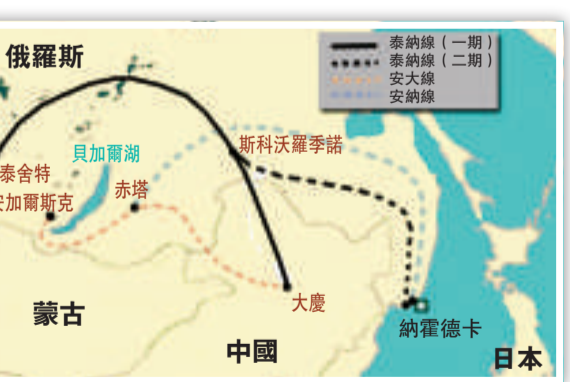 俄羅斯
泰納線（一期）
泰納線（二期）
安大線
安納線
貝加爾湖
斯科沃羅季諾
泰舍特
安加爾斯克
赤塔
蒙古
大慶
中國
納霍德卡
日本